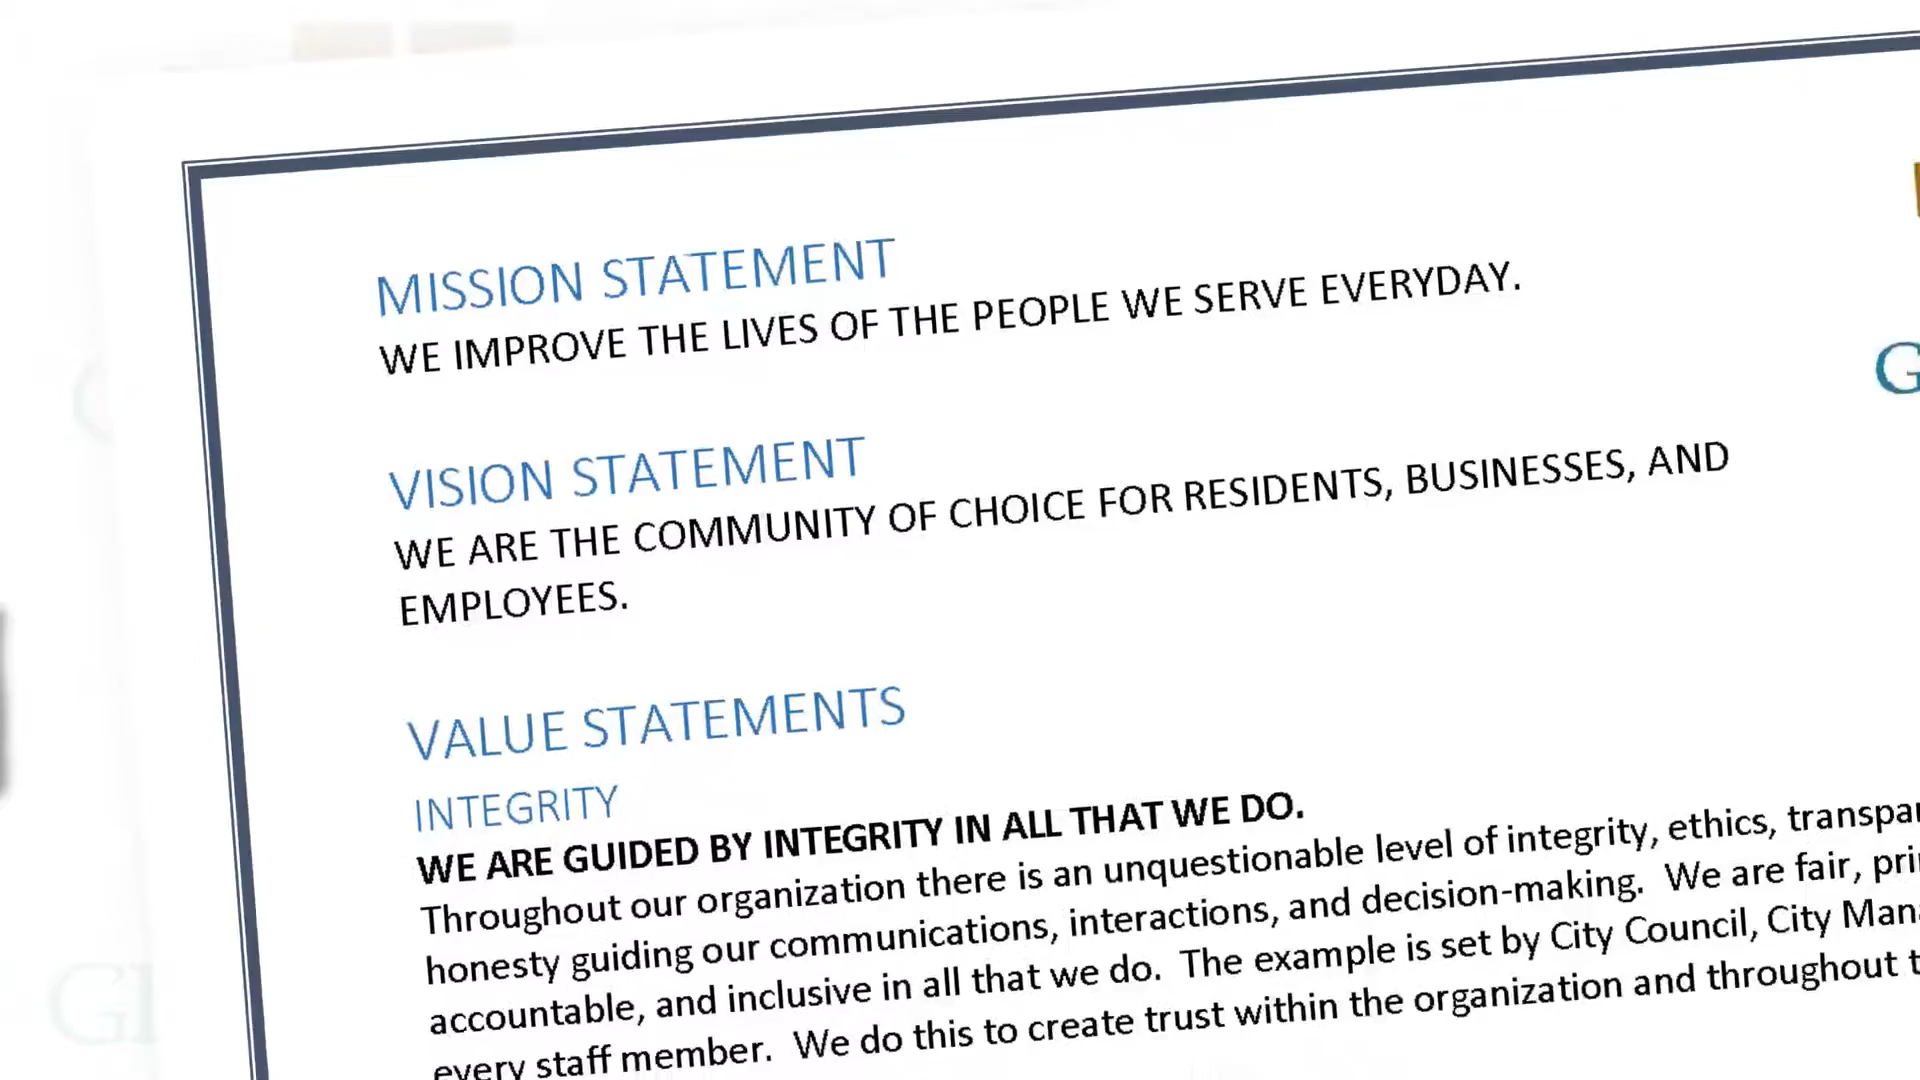 MISSION STATEMENT
WE IMPROVE THE LIVES OF THE PEOPLE WE SERVE EVERYDAY.
VISION STATEMENT
WE ARE THE COMMUNITY OF CHOICE FOR RESIDENTS, BUSINESSES, AND
EMPLOYEES.
VALUE STATEMENTS
INTEGRITY
WE ARE GUIDED BY INTEGRITY IN ALL THAT WE DO.
Throughout our organization there is an unquestionable level of integrity, ethics,
honesty guiding our communications, interactions, and decision-making.  We are fair,
accountable, and inclusive in all that we do.  The example is set by City Council, City
every staff member.  We do this to create trust within the organization and throughout